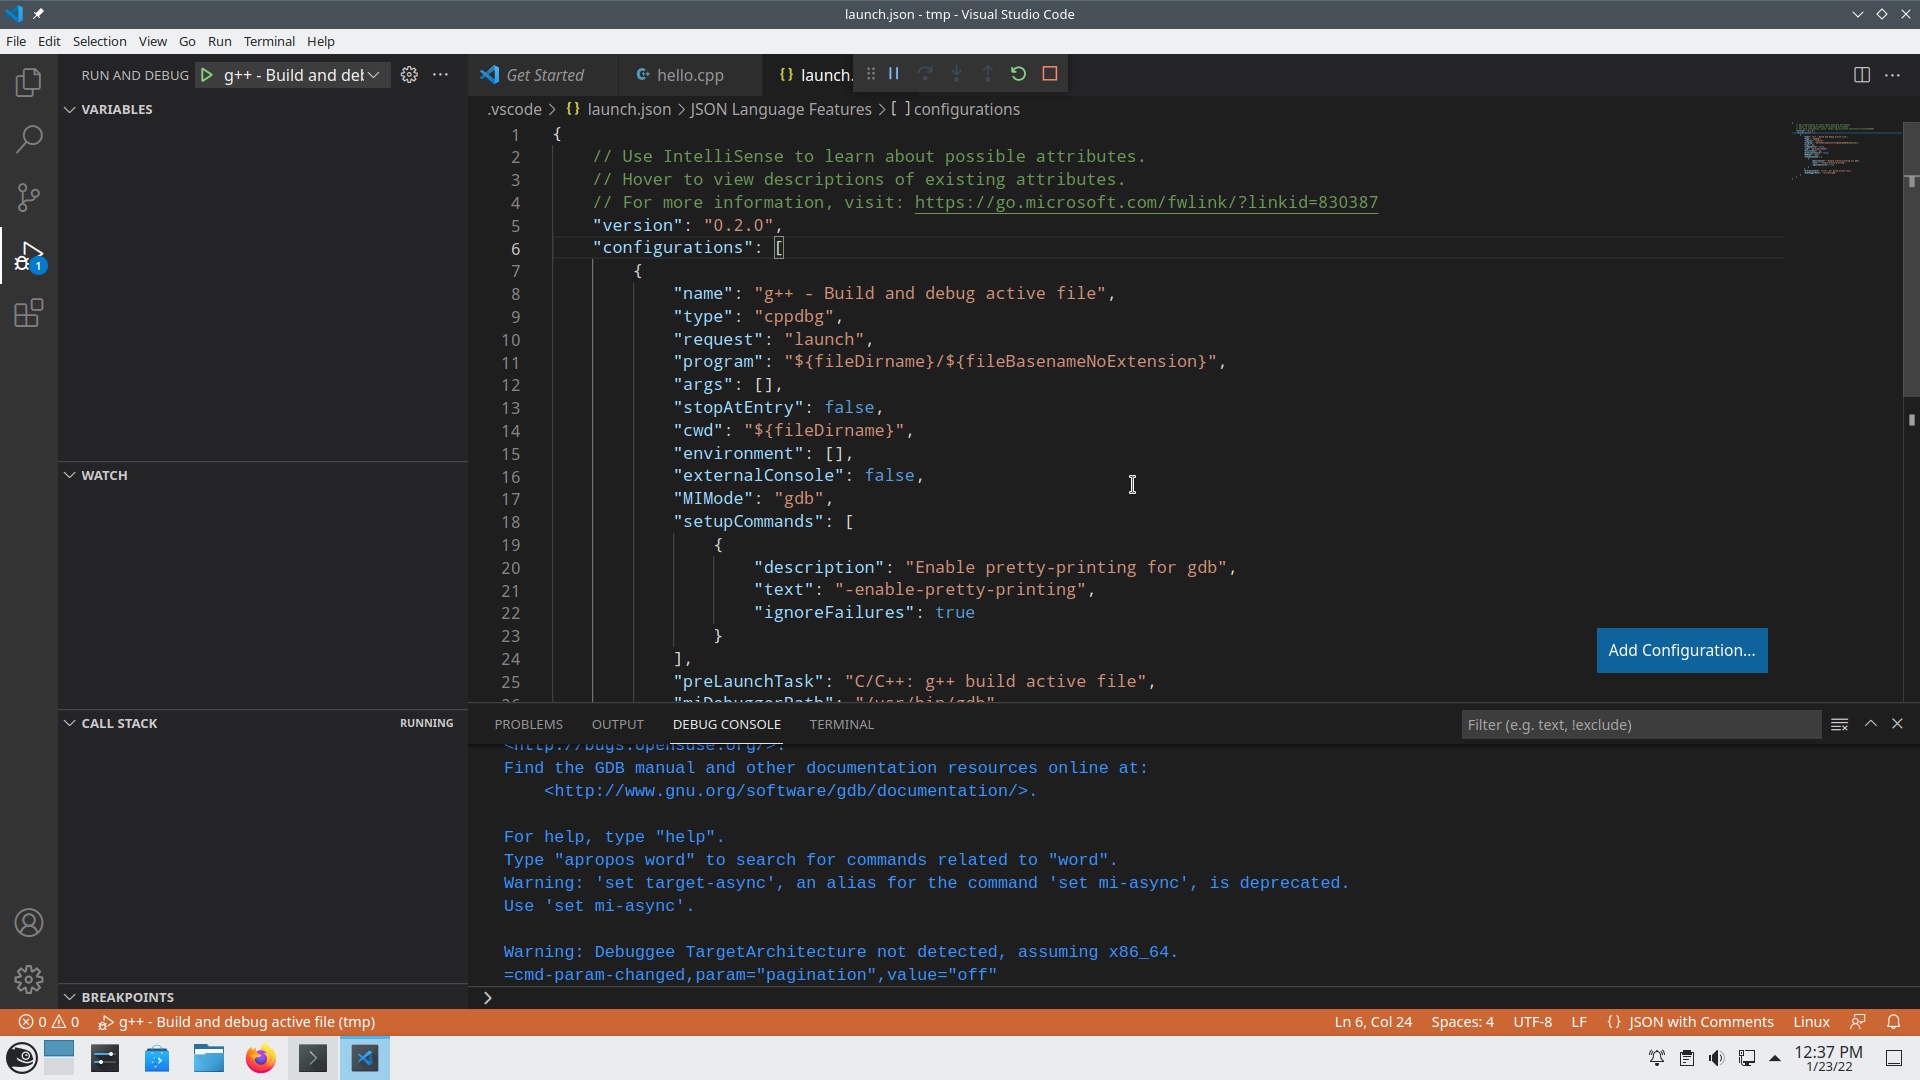 launch.json - tmp - Visual Studio Code
File Edit Selection View Go Run Terminal Help
RUN AND DEBUG g++ - Build and del
Get Started hello.cpp {} launch.
.vscode > {} launch.json > JSON Language Features > [ ] configurations
VARIABLES
WATCH
CALL STACK RUNNING
BREAKPOINTS
1
1 {
2 // Use IntelliSense to learn about possible attributes.
3 // Hover to view descriptions of existing attributes.
4 // For more information, visit: https://go.microsoft.com/fwlink/?linkid=830387
5 "version": "0.2.0",
6 "configurations": [
7 {
8 "name": "g++ - Build and debug active file",
9 "type": "cppdbg",
10 "request": "launch",
11 "program": "${fileDirname}/${fileBasenameNoExtension}",
12 "args": [],
13 "stopAtEntry": false,
14 "cwd": "${fileDirname}",
15 "environment": [],
16 "externalConsole": false,
17 "MIMode": "gdb",
18 "setupCommands": [
19 {
20 "description": "Enable pretty-printing for gdb",
21 "text": "-enable-pretty-printing",
22 "ignoreFailures": true
23 }
24 ],
25 "preLaunchTask": "C/C++: g++ build active file",
26 "miDebuggerPath": "/usr/bin/gdb"
Add Configuration...
PROBLEMS OUTPUT DEBUG CONSOLE TERMINAL Filter (e.g. text, !exclude)
<http://bugs.opensuse.org/>.
Find the GDB manual and other documentation resources online at:
<http://www.gnu.org/software/gdb/documentation/>.
For help, type "help".
Type "apropos word" to search for commands related to "word".
Warning: 'set target-async', an alias for the command 'set mi-async', is deprecated.
Use 'set mi-async'.
Warning: Debuggee TargetArchitecture not detected, assuming x86_64.
=cmd-param-changed,param="pagination",value="off"
>
0 0 g++ - Build and debug active file (tmp) Ln 6, Col 24 Spaces: 4 UTF-8 LF {} JSON with Comments Linux
12:37 PM
1/23/22